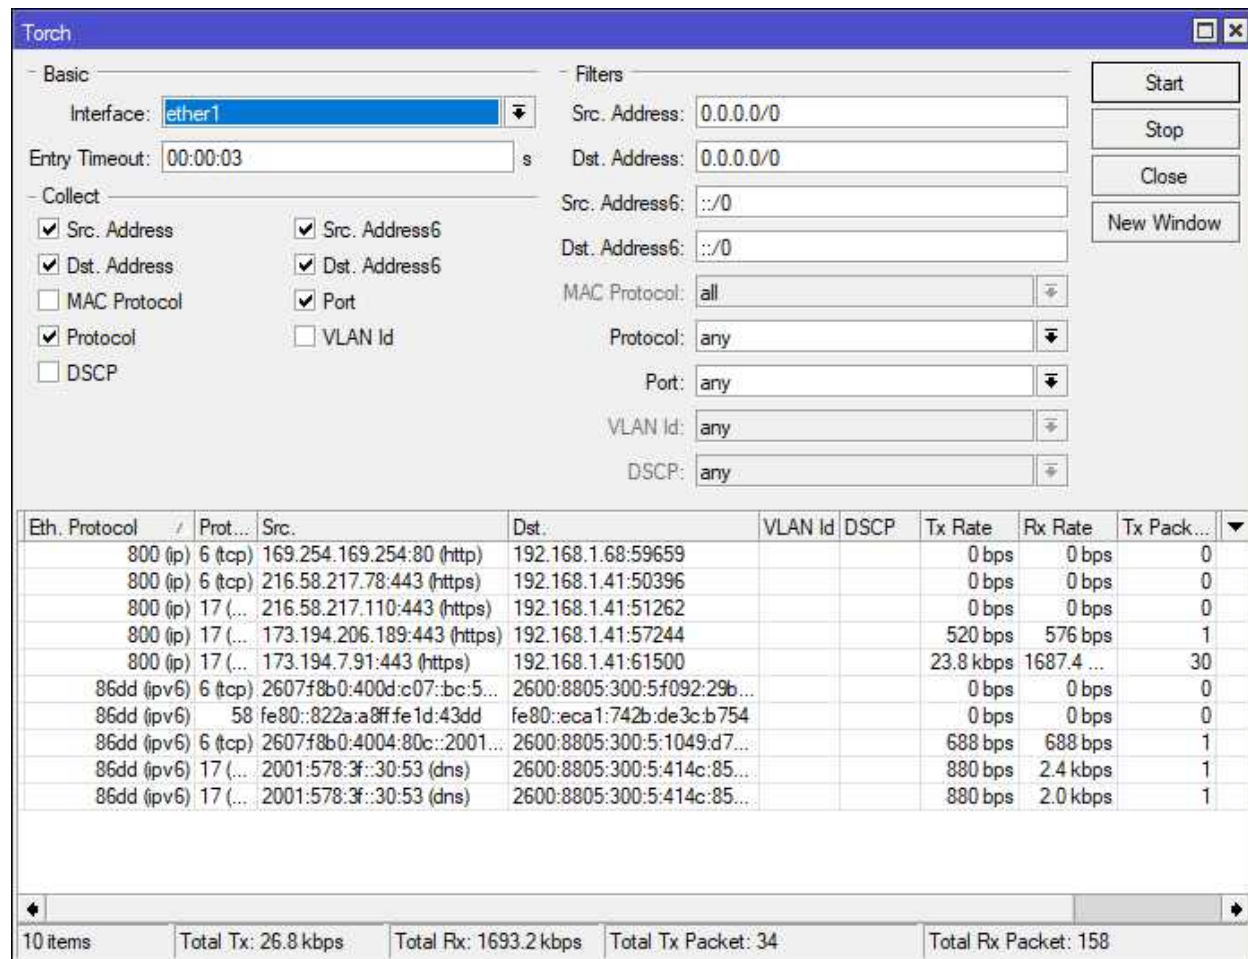 Torch
Basic
Interface: ether1
Entry Timeout: 00:00:03 s
Collect
Src. Address Src. Address6
Dst. Address Dst. Address6
MAC Protocol Port
Protocol VLAN Id
DSCP
Filters
Src. Address: 0.0.0.0/0
Dst. Address: 0.0.0.0/0
Src. Address6: ::/0
Dst. Address6: ::/0
MAC Protocol: all
Protocol: any
Port: any
VLAN Id: any
DSCP: any
Start
Stop
Close
New Window
Eth. Protocol / Prot... Src. Dst. VLAN Id DSCP Tx Rate Rx Rate Tx Pack...
800 (ip) 6 (tcp) 169.254.169.254:80 (http) 192.168.1.68:59659 0 bps 0 bps 0
800 (ip) 6 (tcp) 216.58.217.78:443 (https) 192.168.1.41:50396 0 bps 0 bps 0
800 (ip) 17 (... 216.58.217.110:443 (https) 192.168.1.41:51262 0 bps 0 bps 0
800 (ip) 17 (... 173.194.206.189:443 (https) 192.168.1.41:57244 520 bps 576 bps 1
800 (ip) 17 (... 173.194.7.91:443 (https) 192.168.1.41:61500 23.8 kbps 1687.4 ... 30
86dd (ipv6) 6 (tcp) 2607:f8b0:400d:c07::bc:5... 2600:8805:300:5:f092:29b... 0 bps 0 bps 0
86dd (ipv6) 58 fe80::822a:a8ff:fe1d:43dd fe80::eca1:742b:de3c:b754 0 bps 0 bps 0
86dd (ipv6) 6 (tcp) 2607:f8b0:4004:80c::2001... 2600:8805:300:5:1049:d7... 688 bps 688 bps 1
86dd (ipv6) 17 (... 2001:578:3f::30:53 (dns) 2600:8805:300:5:414c:85... 880 bps 2.4 kbps 1
86dd (ipv6) 17 (... 2001:578:3f::30:53 (dns) 2600:8805:300:5:414c:85... 880 bps 2.0 kbps 1
10 items Total Tx: 26.8 kbps Total Rx: 1693.2 kbps Total Tx Packet: 34 Total Rx Packet: 158